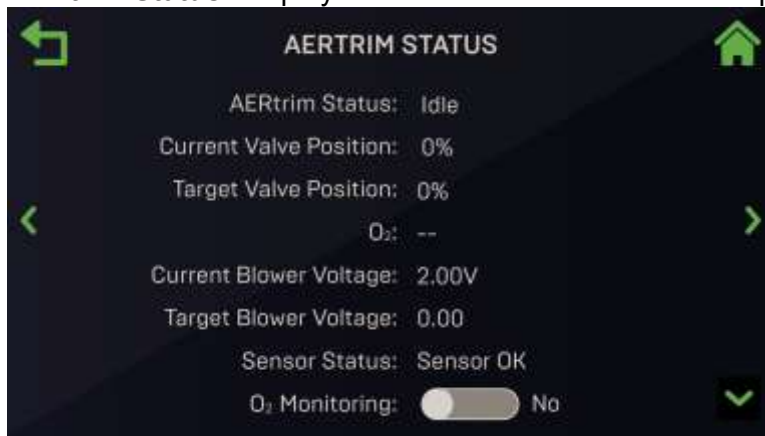 AERTRIM STATUS
AERtrim Status: Idle
Current Valve Position: 0%
Target Valve Position: 0%
O₂: --
Current Blower Voltage: 2.00V
Target Blower Voltage: 0.00
Sensor Status: Sensor OK
O₂ Monitoring: No